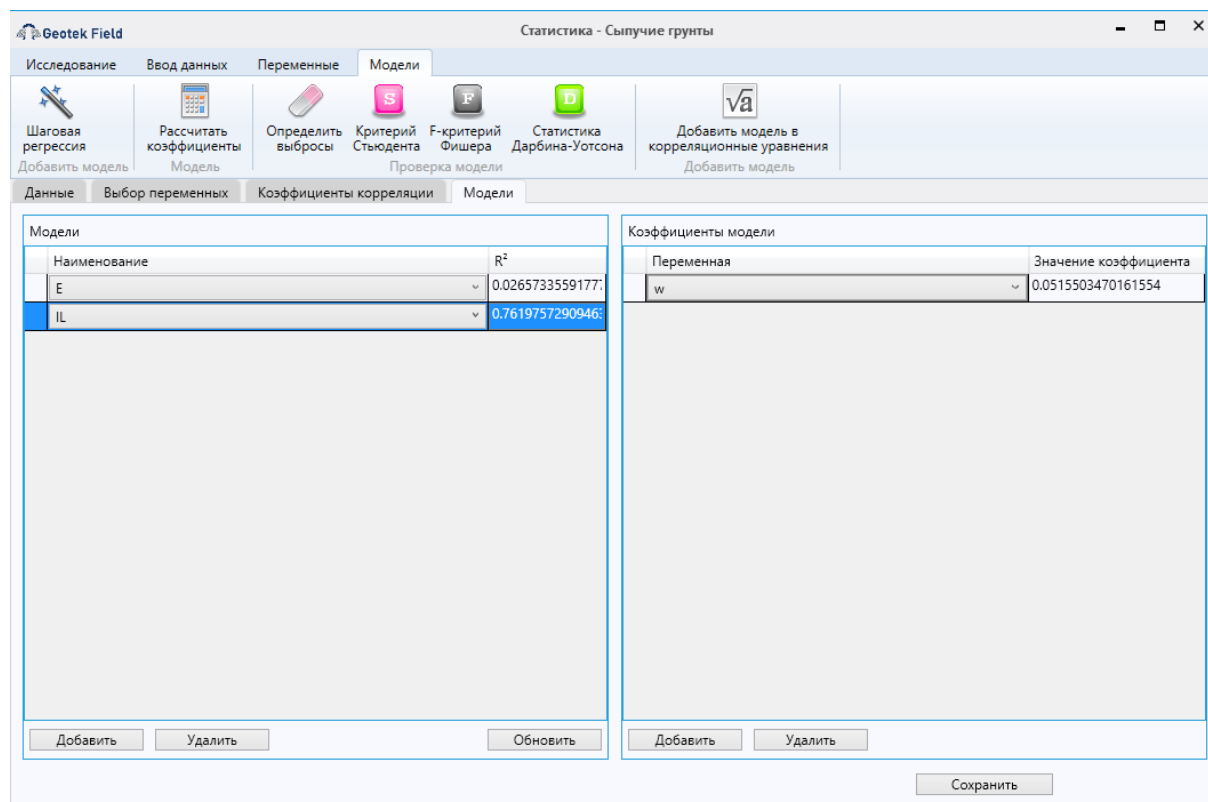 Geotek Field
Статистика - Сыпучие грунты
Исследование Ввод данных Переменные Модели
Шаговая регрессия
Рассчитать коэффициенты
Определить выбросы
Критерий Стьюдента
F-критерий Фишера
Статистика Дарбина-Уотсона
√a
Добавить модель в корреляционные уравнения
Добавить модель Модель Проверка модели Добавить модель
Данные Выбор переменных Коэффициенты корреляции Модели
Модели
Наименование R²
E 0.02657335591777
IL 0.7619757290946
Добавить Удалить Обновить
Коэффициенты модели
Переменная Значение коэффициента
w 0.0515503470161554
Добавить Удалить
Сохранить